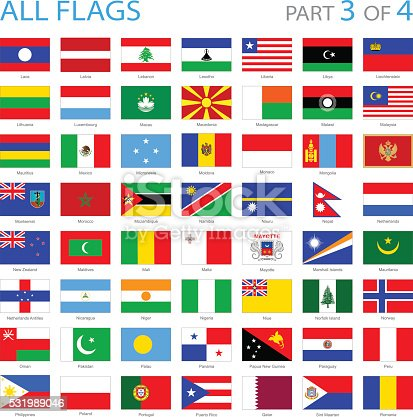 ALL FLAGS PART 3 OF 4
Laos Latvia Lebanon Lesotho Liberia Libya Liechtenstein
Lithuania Luxembourg Macao Macedonia Madagascar Malawi Malaysia
Mauritius Mexico Micronesia Moldova Monaco Mongolia Montenegro
Montserrat Morocco Mozambique Namibia Nauru Nepal Netherlands
iStock
by Getty Images
New Zealand Maldives Mali Malta Mayotte Marshall Islands Mauritania
MAYOTTE
Netherlands Antilles Nicaragua Niger Nigeria Niue Norfolk Island Norway
Oman Pakistan Palau Panama Papua New Guinea Paraguay Peru
Philippines Poland Portugal Puerto Rico Qatar Sint Maarten Romania
531989046